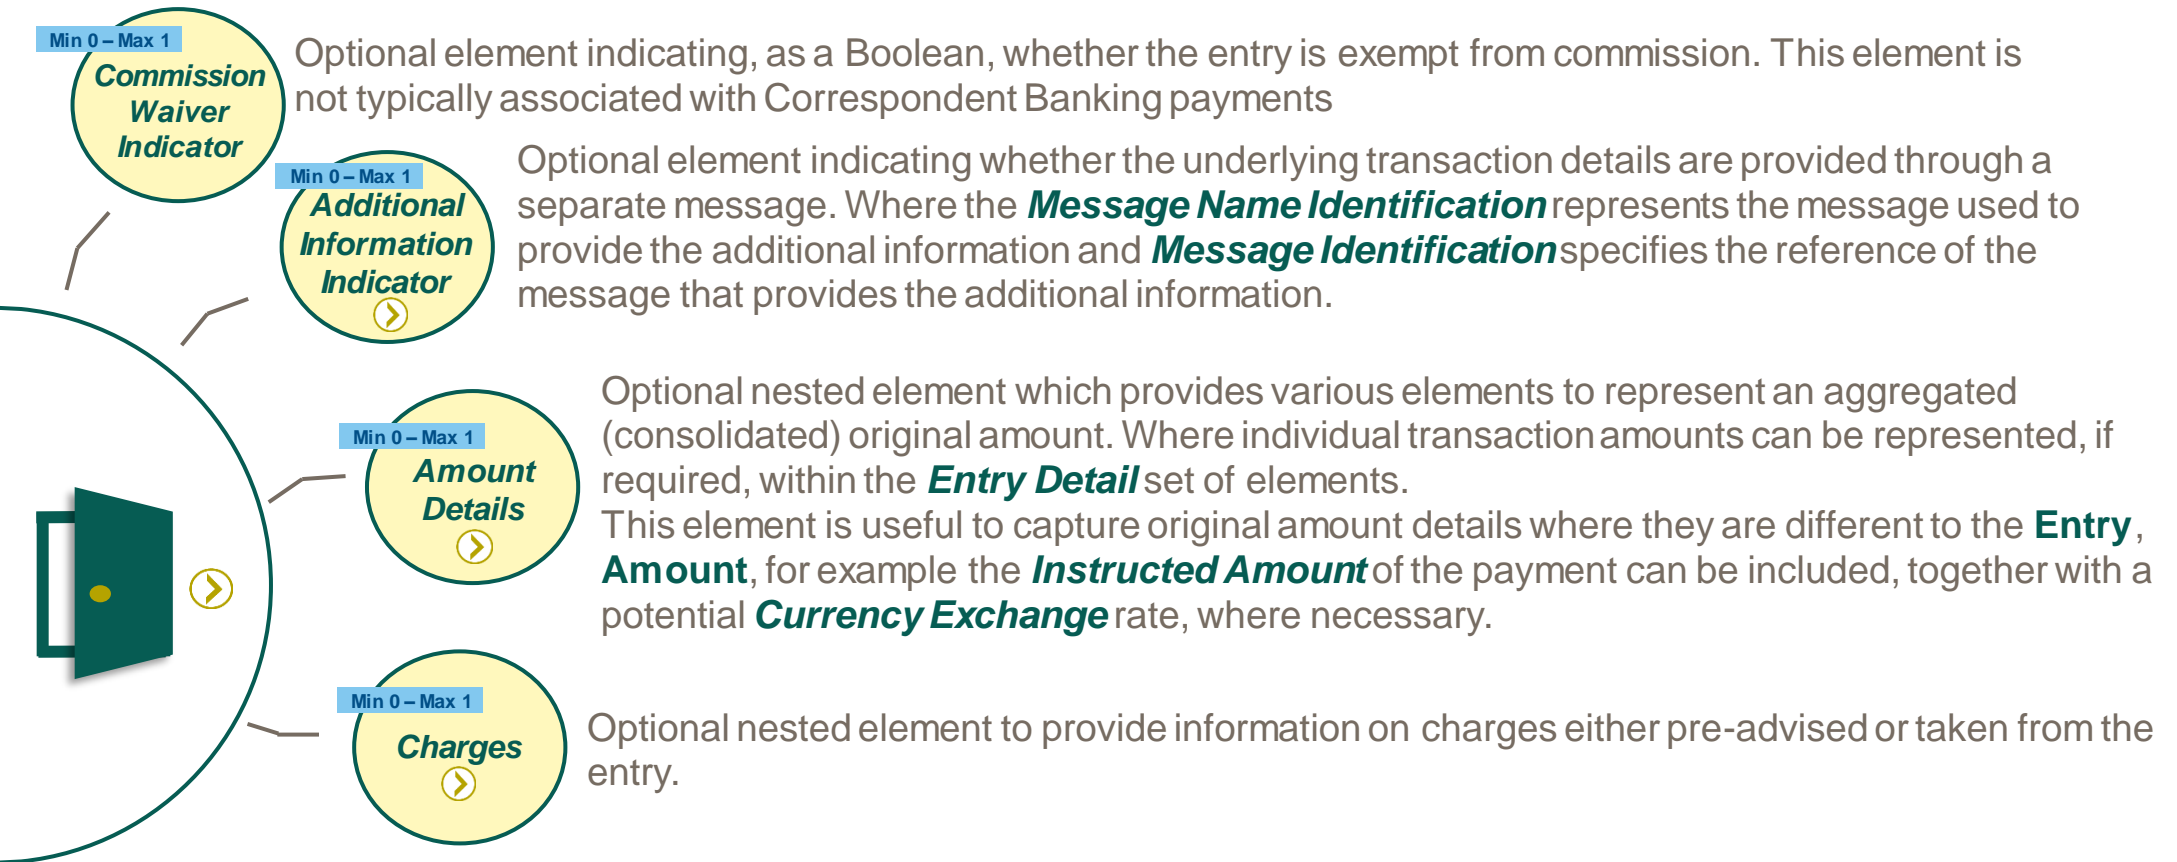 Min 0 – Max 1
Commission
Waiver
Indicator
Optional element indicating, as a Boolean, whether the entry is exempt from commission. This element is
not typically associated with Correspondent Banking payments
Min 0 – Max 1
Additional
Information
Indicator
Optional element indicating whether the underlying transaction details are provided through a
separate message. Where the Message Name Identification represents the message used to
provide the additional information and Message Identification specifies the reference of the
message that provides the additional information.
Min 0 – Max 1
Amount
Details
Optional nested element which provides various elements to represent an aggregated
(consolidated) original amount. Where individual transaction amounts can be represented, if
required, within the Entry Detail set of elements.
This element is useful to capture original amount details where they are different to the Entry,
Amount, for example the Instructed Amount of the payment can be included, together with a
potential Currency Exchange rate, where necessary.
Min 0 – Max 1
Charges
Optional nested element to provide information on charges either pre-advised or taken from the
entry.